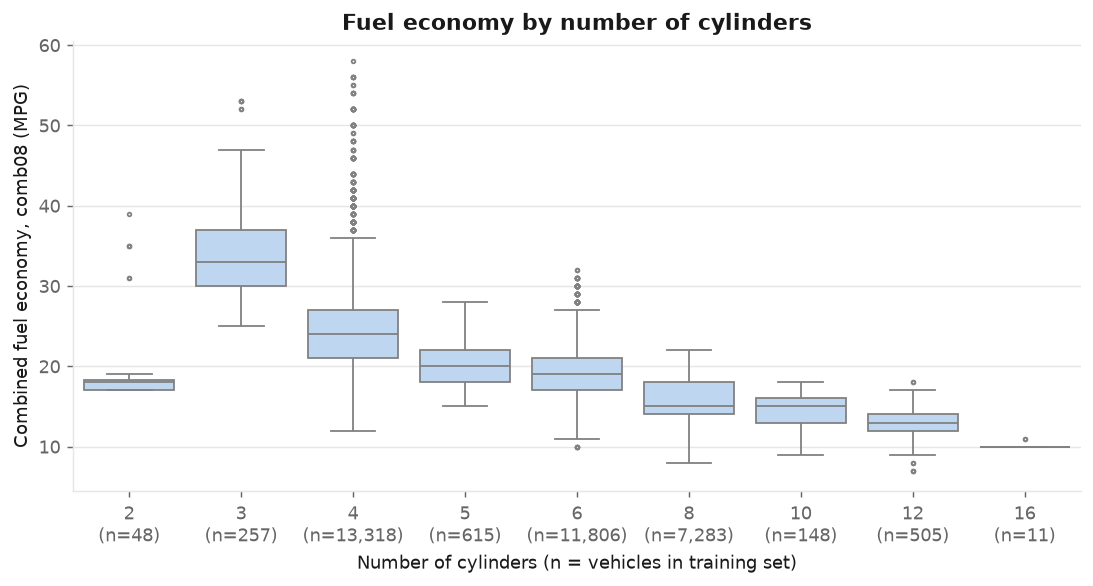 Fuel economy by number of cylinders
Combined fuel economy, comb08 (MPG)
60
50
40
30
20
10
2 3 4 5 6 8 10 12 16
(n=48) (n=257) (n=13,318) (n=615) (n=11,806) (n=7,283) (n=148) (n=505) (n=11)
Number of cylinders (n = vehicles in training set)